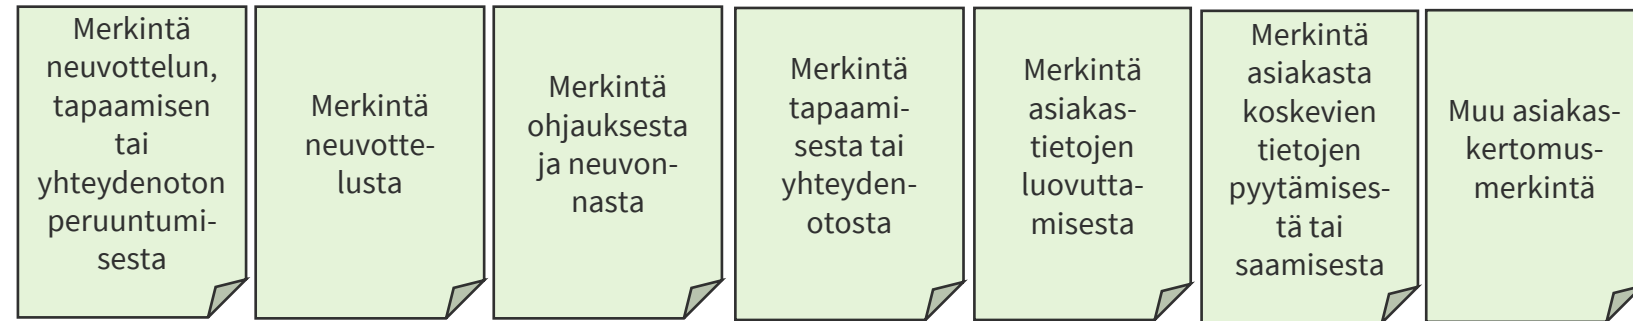 Merkintä
neuvottelun,
tapaamisen
tai
yhteydenoton
peruuntumi-
sesta
Merkintä
neuvotte-
lusta
Merkintä
ohjauksesta
ja neuvon-
nasta
Merkintä
tapaami-
sesta tai
yhteyden-
otosta
Merkintä
asiakas-
tietojen
luovutta-
misesta
Merkintä
asiakasta
koskevien
tietojen
pyytämises-
tä tai
saamisesta
Muu asiakas-
kertomus-
merkintä